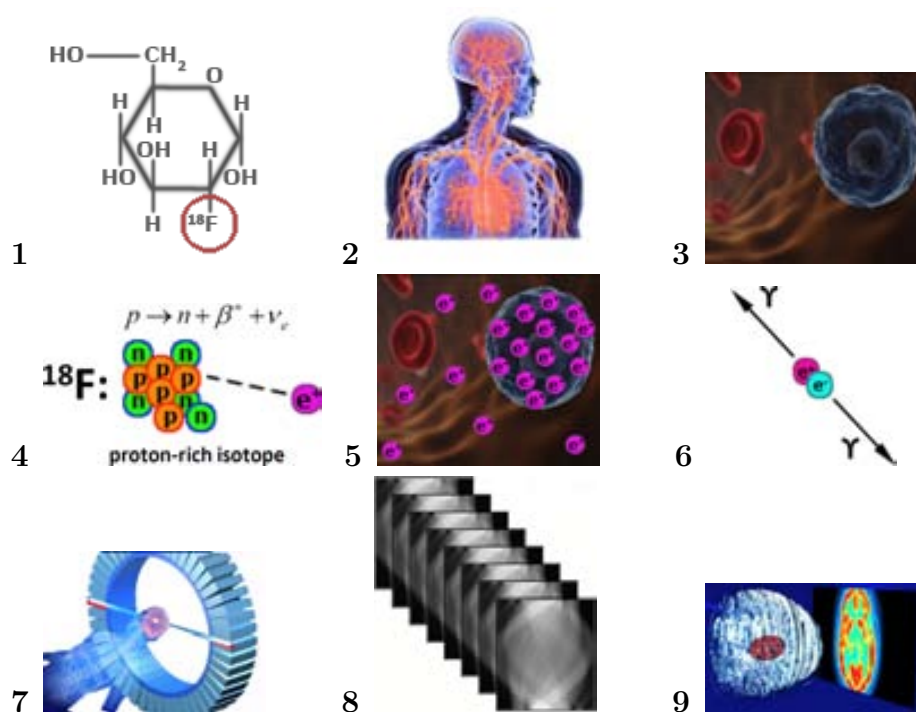 HO CH₂
O
H H
H
OH H
HO OH
H ¹⁸F
1 2 3
p → n + β⁺ + νₑ
n n
p p p
¹⁸F: e⁺
n p n
p n
proton-rich isotope
4
e⁺ e⁺ e⁺ e⁺ e⁺
e⁺ e⁺ e⁺
e⁺ e⁺ e⁺
e⁺ e⁺ e⁺ e⁺
e⁺ e⁺ e⁺
e⁺
e⁺ e⁺
5
γ
e⁺
e⁻
γ
6
7 8 9